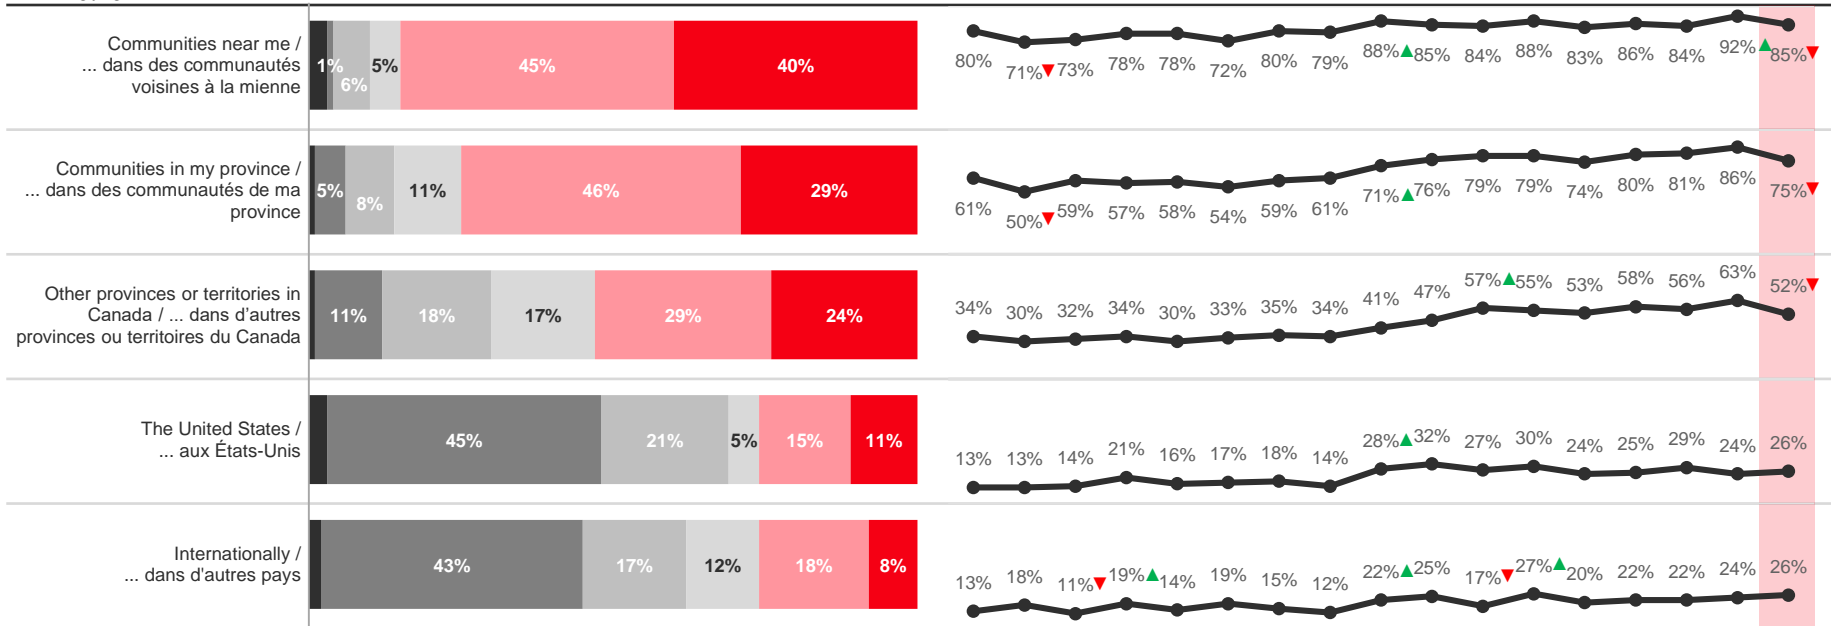 Communities near me /
... dans des communautés
voisines à la mienne
1% 6% 5% 45% 40%
80% 71% 73% 78% 78% 72% 80% 79% 88% 85% 84% 88% 83% 86% 84% 92% 85%
Communities in my province /
... dans des communautés de ma
province
5% 8% 11% 46% 29%
61% 50% 59% 57% 58% 54% 59% 61% 71% 76% 79% 79% 74% 80% 81% 86% 75%
Other provinces or territories in
Canada / ... dans d’autres
provinces ou territoires du Canada
11% 18% 17% 29% 24%
34% 30% 32% 34% 30% 33% 35% 34% 41% 47% 57% 55% 53% 58% 56% 63% 52%
The United States /
... aux États-Unis
45% 21% 5% 15% 11%
13% 13% 14% 21% 16% 17% 18% 14% 28% 32% 27% 30% 24% 25% 29% 24% 26%
Internationally /
... dans d'autres pays
43% 17% 12% 18% 8%
13% 18% 11% 19% 14% 19% 15% 12% 22% 25% 17% 27% 20% 22% 22% 24% 26%